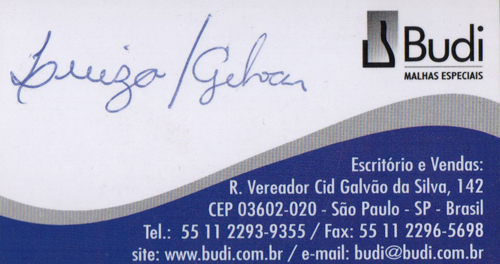 Budi
MALHAS ESPECIAIS
Escritório e Vendas:
R. Vereador Cid Galvão da Silva, 142
CEP 03602-020 - São Paulo - SP - Brasil
Tel.: 55 11 2293-9355 / Fax: 55 11 2296-5698
site: www.budi.com.br / e-mail: budi@budi.com.br